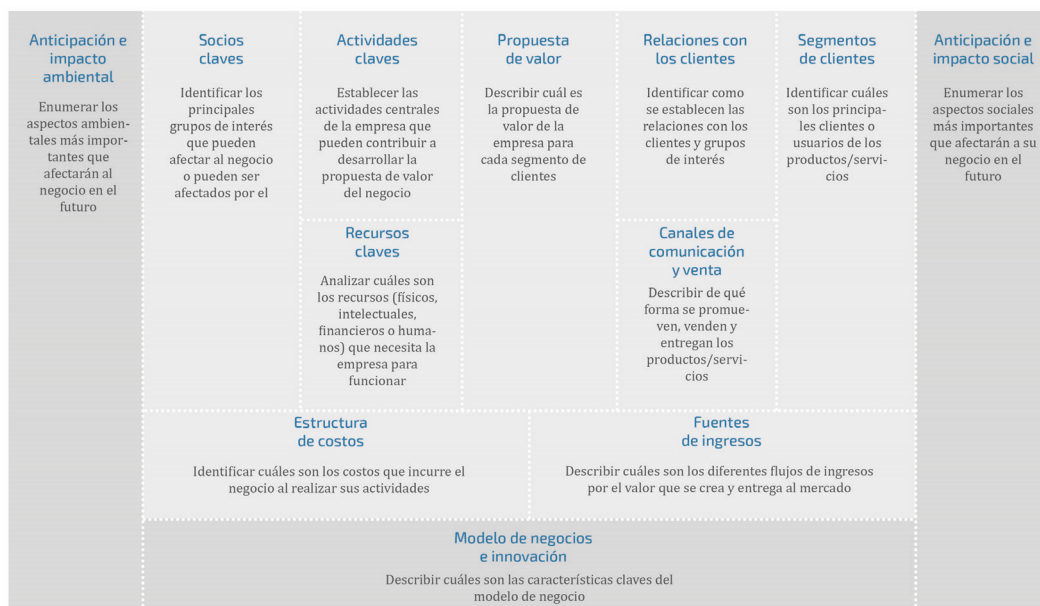 Anticipación e
impacto
ambiental
Enumerar los
aspectos ambien-
tales más impor-
tantes que
afectarán al
negocio en el
futuro
Socios
claves
Identificar los
principales
grupos de interés
que pueden
afectar al negocio
o pueden ser
afectados por el
Actividades
claves
Establecer las
actividades centrales
de la empresa que
pueden contribuir a
desarrollar la
propuesta de valor
del negocio
Recursos
claves
Analizar cuáles son
los recursos (físicos,
intelectuales,
financieros o huma-
nos) que necesita la
empresa para
funcionar
Propuesta
de valor
Describir cuál es
la propuesta de
valor de la
empresa para
cada segmento de
clientes
Relaciones con
los clientes
Identificar como
se establecen las
relaciones con los
clientes y grupos
de interés
Canales de
comunicación
y venta
Describir de qué
forma se promue-
ven, venden y
entregan los
productos/servi-
cios
Segmentos
de clientes
Identificar cuáles
son los principa-
les clientes o
usuarios de los
productos/servi-
cios
Anticipación e
impacto social
Enumerar los
aspectos sociales
más importantes
que afectarán a su
negocio en el
futuro
Estructura
de costos
Identificar cuáles son los costos que incurre el
negocio al realizar sus actividades
Fuentes
de ingresos
Describir cuáles son los diferentes flujos de ingresos
por el valor que se crea y entrega al mercado
Modelo de negocios
e innovación
Describir cuáles son las características claves del
modelo de negocio